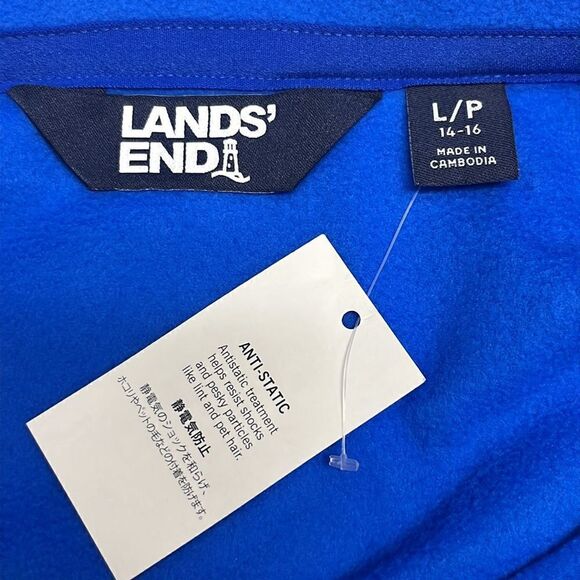 LANDS'
END
L/P
14-16
MADE IN
CAMBODIA
ANTI-STATIC
Antistatic treatment
helps resist shocks
and pesky particles
like lint and pet hair.
静電気防止
静電気のショックを和らげ、
ホコリやペットの毛などの付着を防げます。